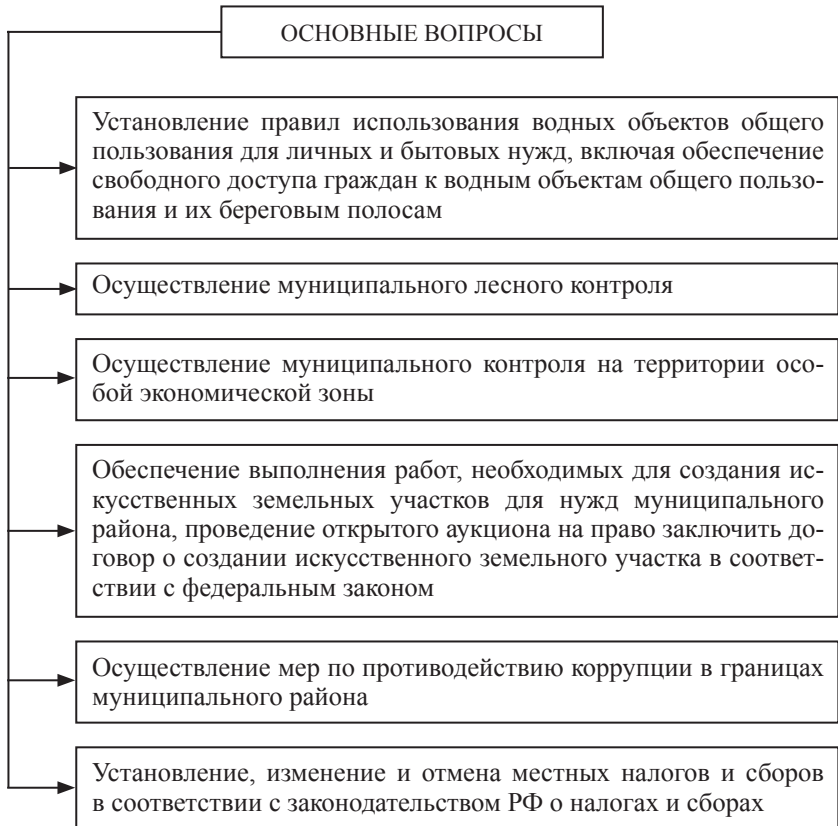 ОСНОВНЫЕ ВОПРОСЫ
Установление правил использования водных объектов общего
пользования для личных и бытовых нужд, включая обеспечение
свободного доступа граждан к водным объектам общего пользо-
вания и их береговым полосам
Осуществление муниципального лесного контроля
Осуществление муниципального контроля на территории осо-
бой экономической зоны
Обеспечение выполнения работ, необходимых для создания ис-
кусственных земельных участков для нужд муниципального
района, проведение открытого аукциона на право заключить до-
говор о создании искусственного земельного участка в соответ-
ствии с федеральным законом
Осуществление мер по противодействию коррупции в границах
муниципального района
Установление, изменение и отмена местных налогов и сборов
в соответствии с законодательством РФ о налогах и сборах